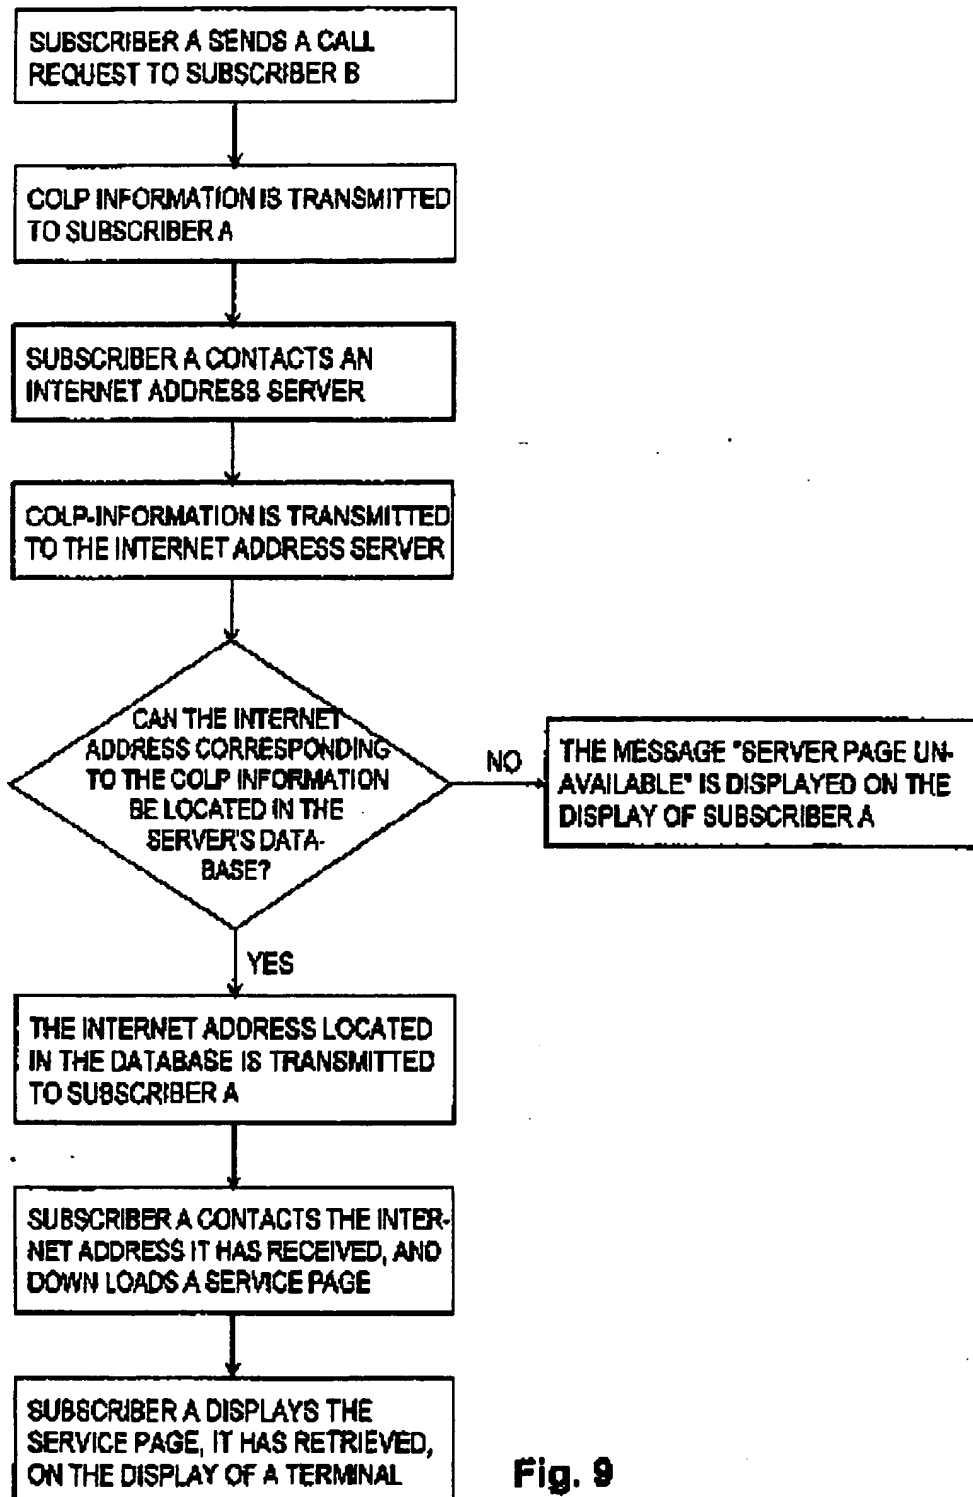 SUBSCRIBER A SENDS A CALL
REQUEST TO SUBSCRIBER B
COLP INFORMATION IS TRANSMITTED
TO SUBSCRIBER A
SUBSCRIBER A CONTACTS AN
INTERNET ADDRESS SERVER
COLP-INFORMATION IS TRANSMITTED
TO THE INTERNET ADDRESS SERVER
CAN THE INTERNET
ADDRESS CORRESPONDING
TO THE COLP INFORMATION
BE LOCATED IN THE
SERVER'S DATA-
BASE?
NO
THE MESSAGE "SERVER PAGE UN-
AVAILABLE" IS DISPLAYED ON THE
DISPLAY OF SUBSCRIBER A
YES
THE INTERNET ADDRESS LOCATED
IN THE DATABASE IS TRANSMITTED
TO SUBSCRIBER A
SUBSCRIBER A CONTACTS THE INTER-
NET ADDRESS IT HAS RECEIVED, AND
DOWN LOADS A SERVICE PAGE
SUBSCRIBER A DISPLAYS THE
SERVICE PAGE, IT HAS RETRIEVED,
ON THE DISPLAY OF A TERMINAL
Fig. 9